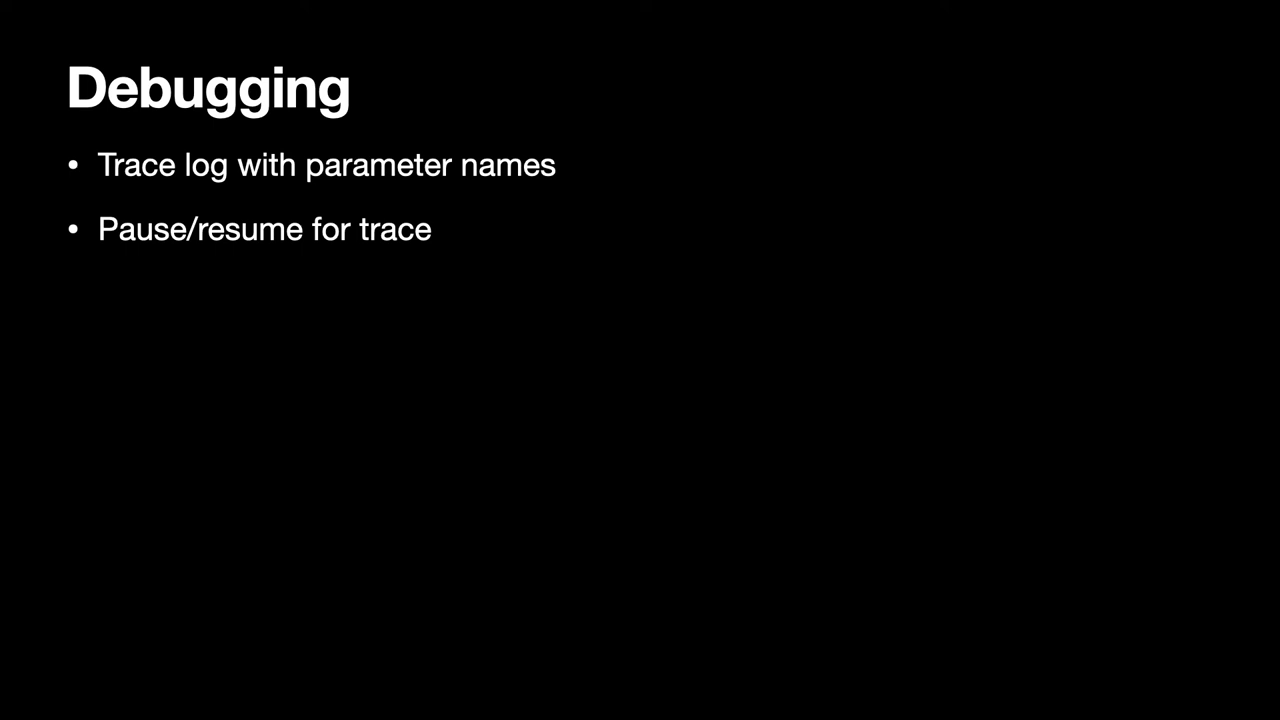 Debugging
• Trace log with parameter names
• Pause/resume for trace